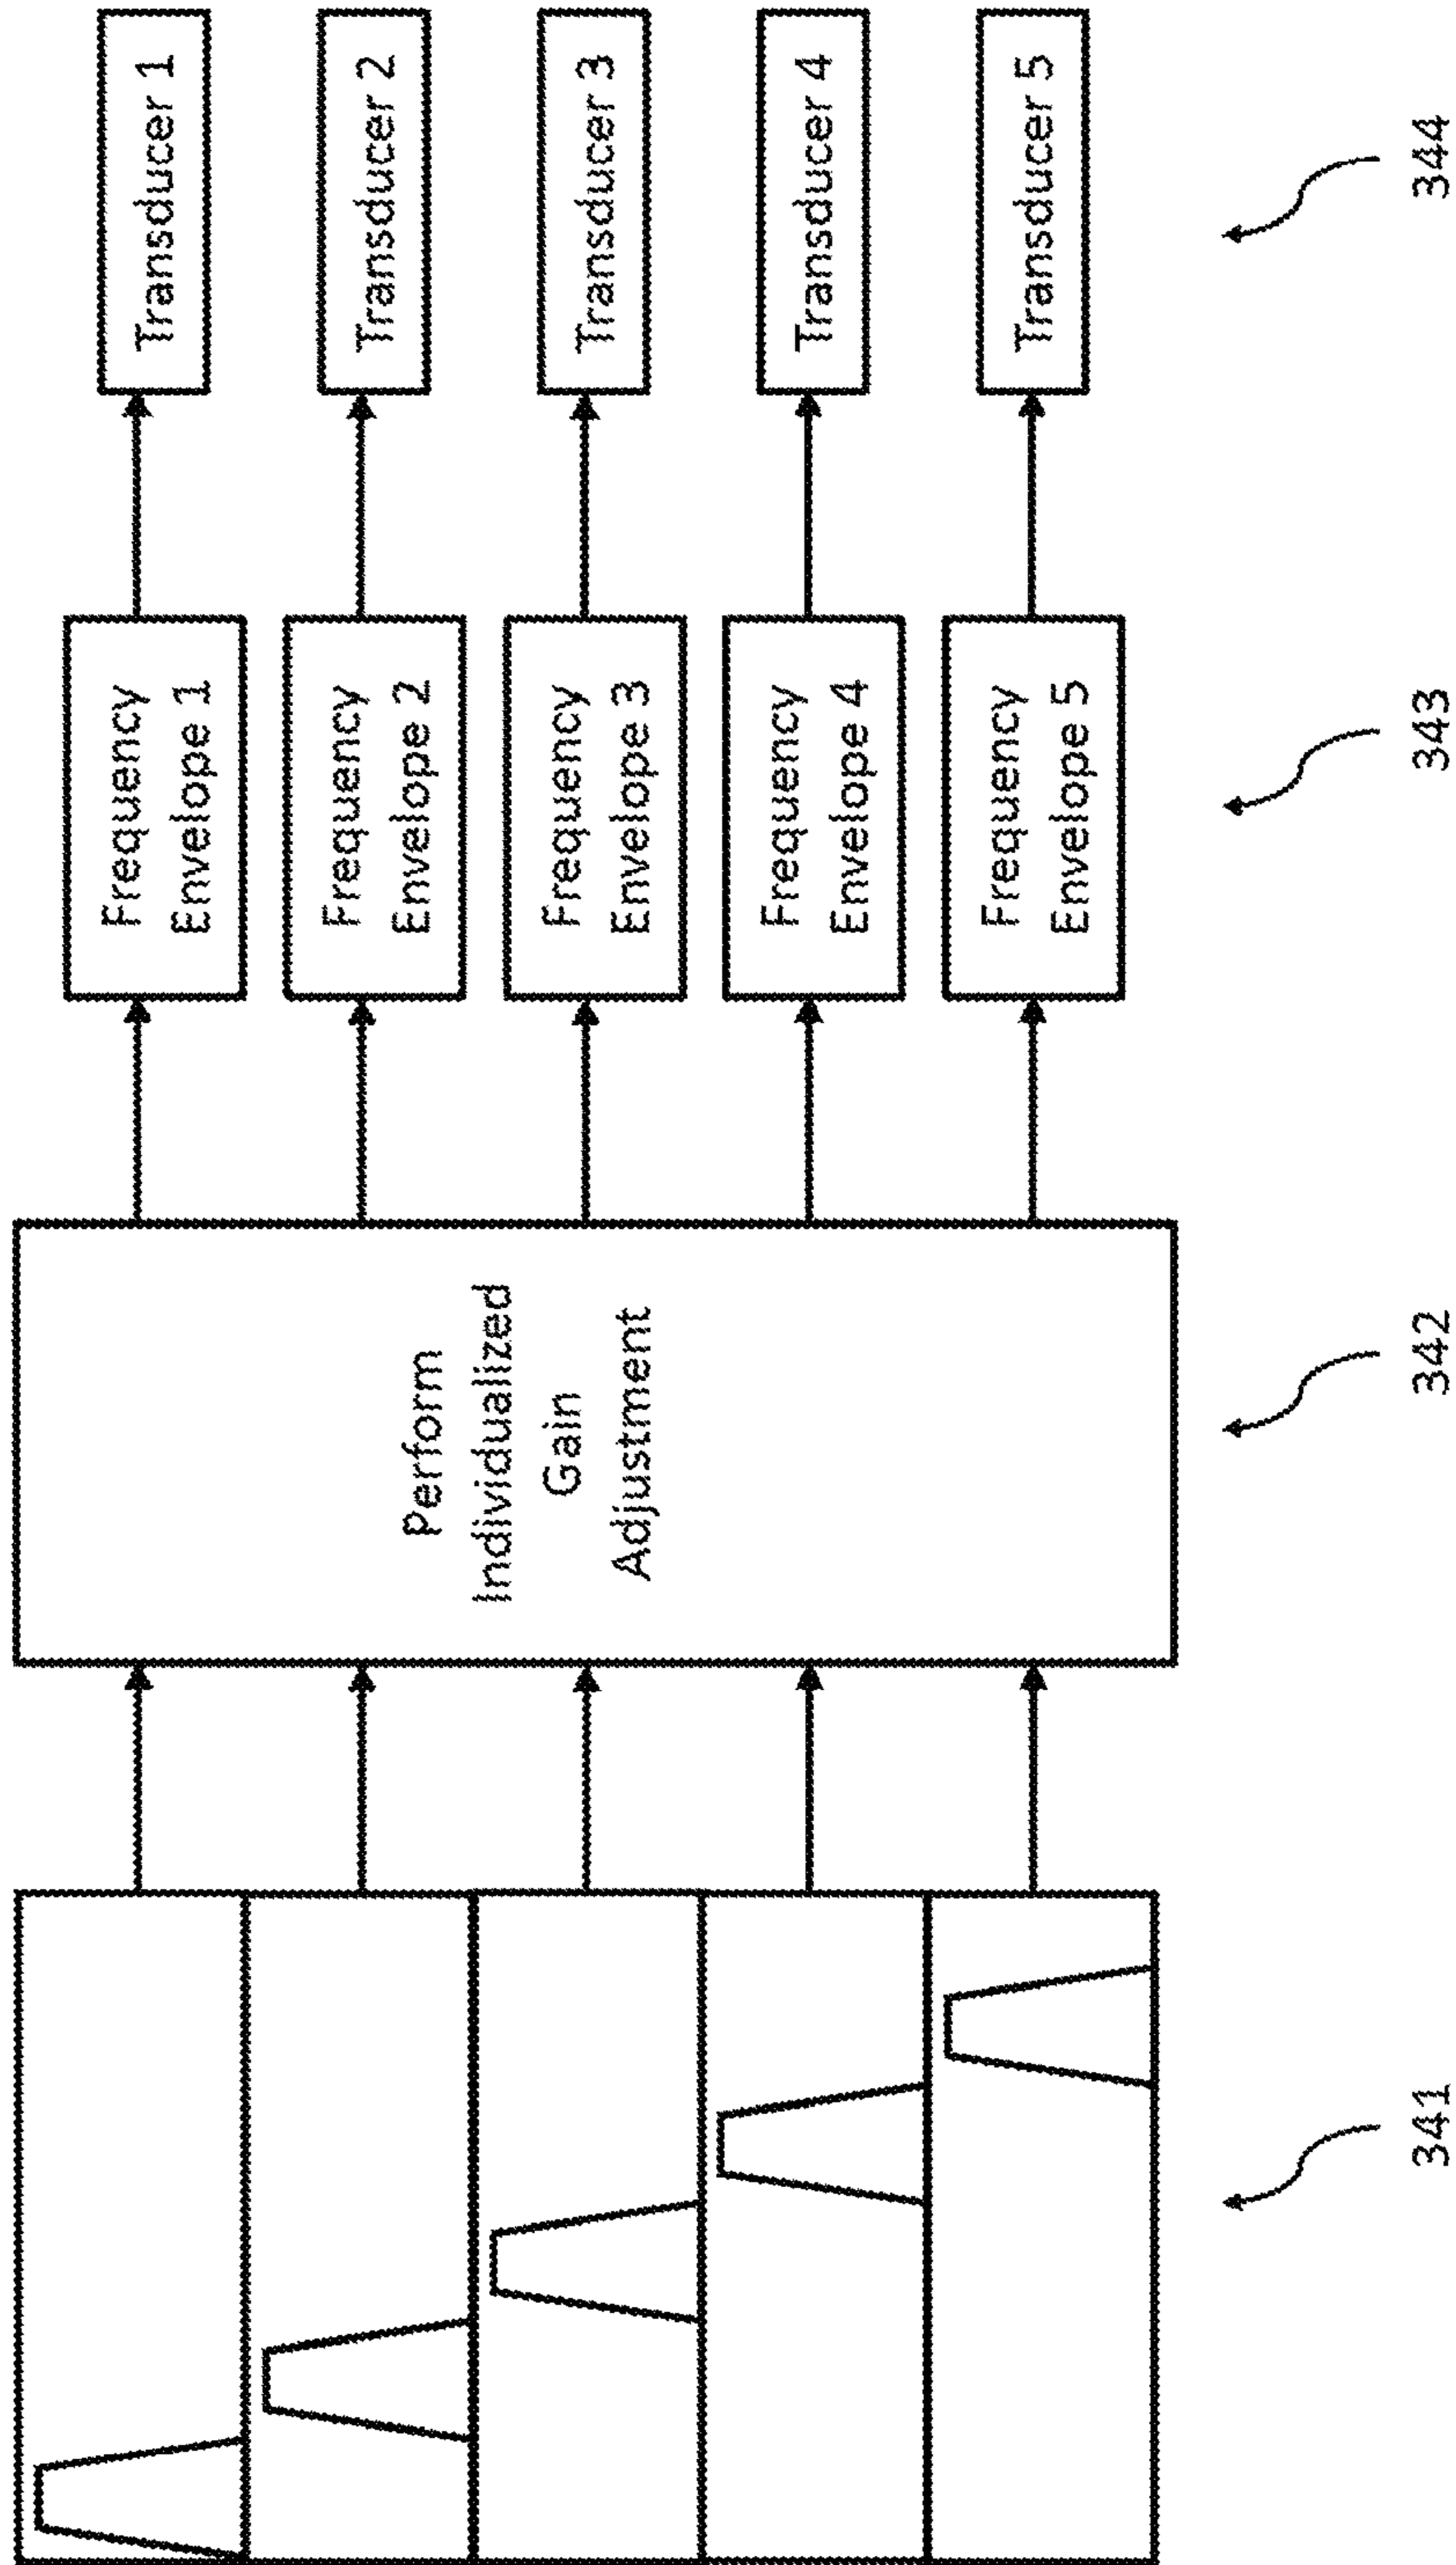 Perform
Individualized
Gain
Adjustment
Frequency
Envelope 1
Frequency
Envelope 2
Frequency
Envelope 3
Frequency
Envelope 4
Frequency
Envelope 5
Transducer 1
Transducer 2
Transducer 3
Transducer 4
Transducer 5
341
342
343
344